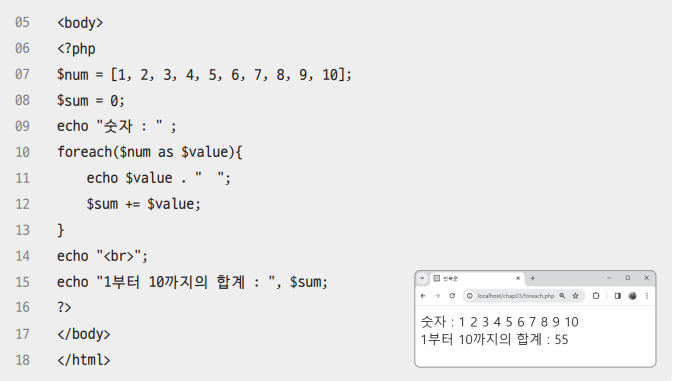 05 <body>
06 <?php
07 $num = [1, 2, 3, 4, 5, 6, 7, 8, 9, 10];
08 $sum = 0;
09 echo "숫자 : " ;
10 foreach($num as $value){
11     echo $value . "  ";
12     $sum += $value;
13 }
14 echo "<br>";
15 echo "1부터 10까지의 합계 : ", $sum;
16 ?>
17 </body>
18 </html>
반복문
localhost/chap03/foreach.php
숫자 : 1 2 3 4 5 6 7 8 9 10
1부터 10까지의 합계 : 55